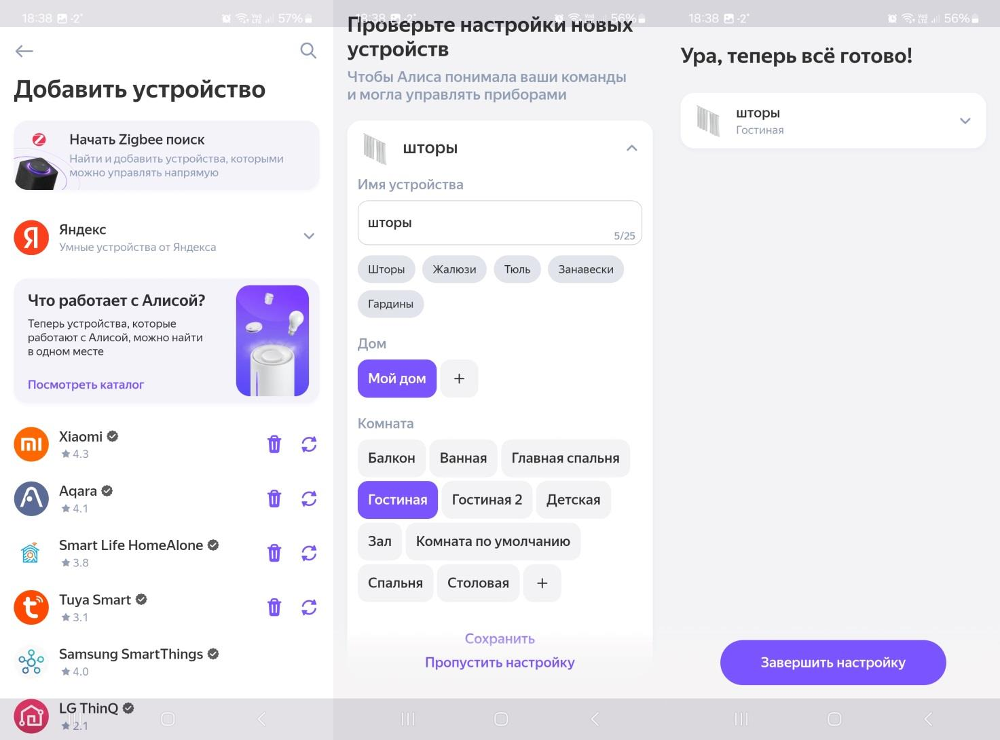 18:38 -2°
57%
Добавить устройство
Начать Zigbee поиск
Найти и добавить устройства, которыми
можно управлять напрямую
Я
Яндекс
Умные устройства от Яндекса
Что работает с Алисой?
Теперь устройства, которые
работают с Алисой, можно найти
в одном месте
Посмотреть каталог
Xiaomi
4.3
Aqara
4.1
Smart Life HomeAlone
3.8
Tuya Smart
3.1
Samsung SmartThings
4.0
LG ThinQ
2.1
18:38 -2°
56%
Проверьте настройки новых
устройств
Чтобы Алиса понимала ваши команды
и могла управлять приборами
шторы
Имя устройства
шторы
5/25
Шторы Жалюзи Тюль Занавески
Гардины
Дом
Мой дом +
Комната
Балкон Ванная Главная спальня
Гостиная Гостиная 2 Детская
Зал Комната по умолчанию
Спальня Столовая +
Сохранить
Пропустить настройку
18:38 -2°
56%
Ура, теперь всё готово!
шторы
Гостиная
Завершить настройку